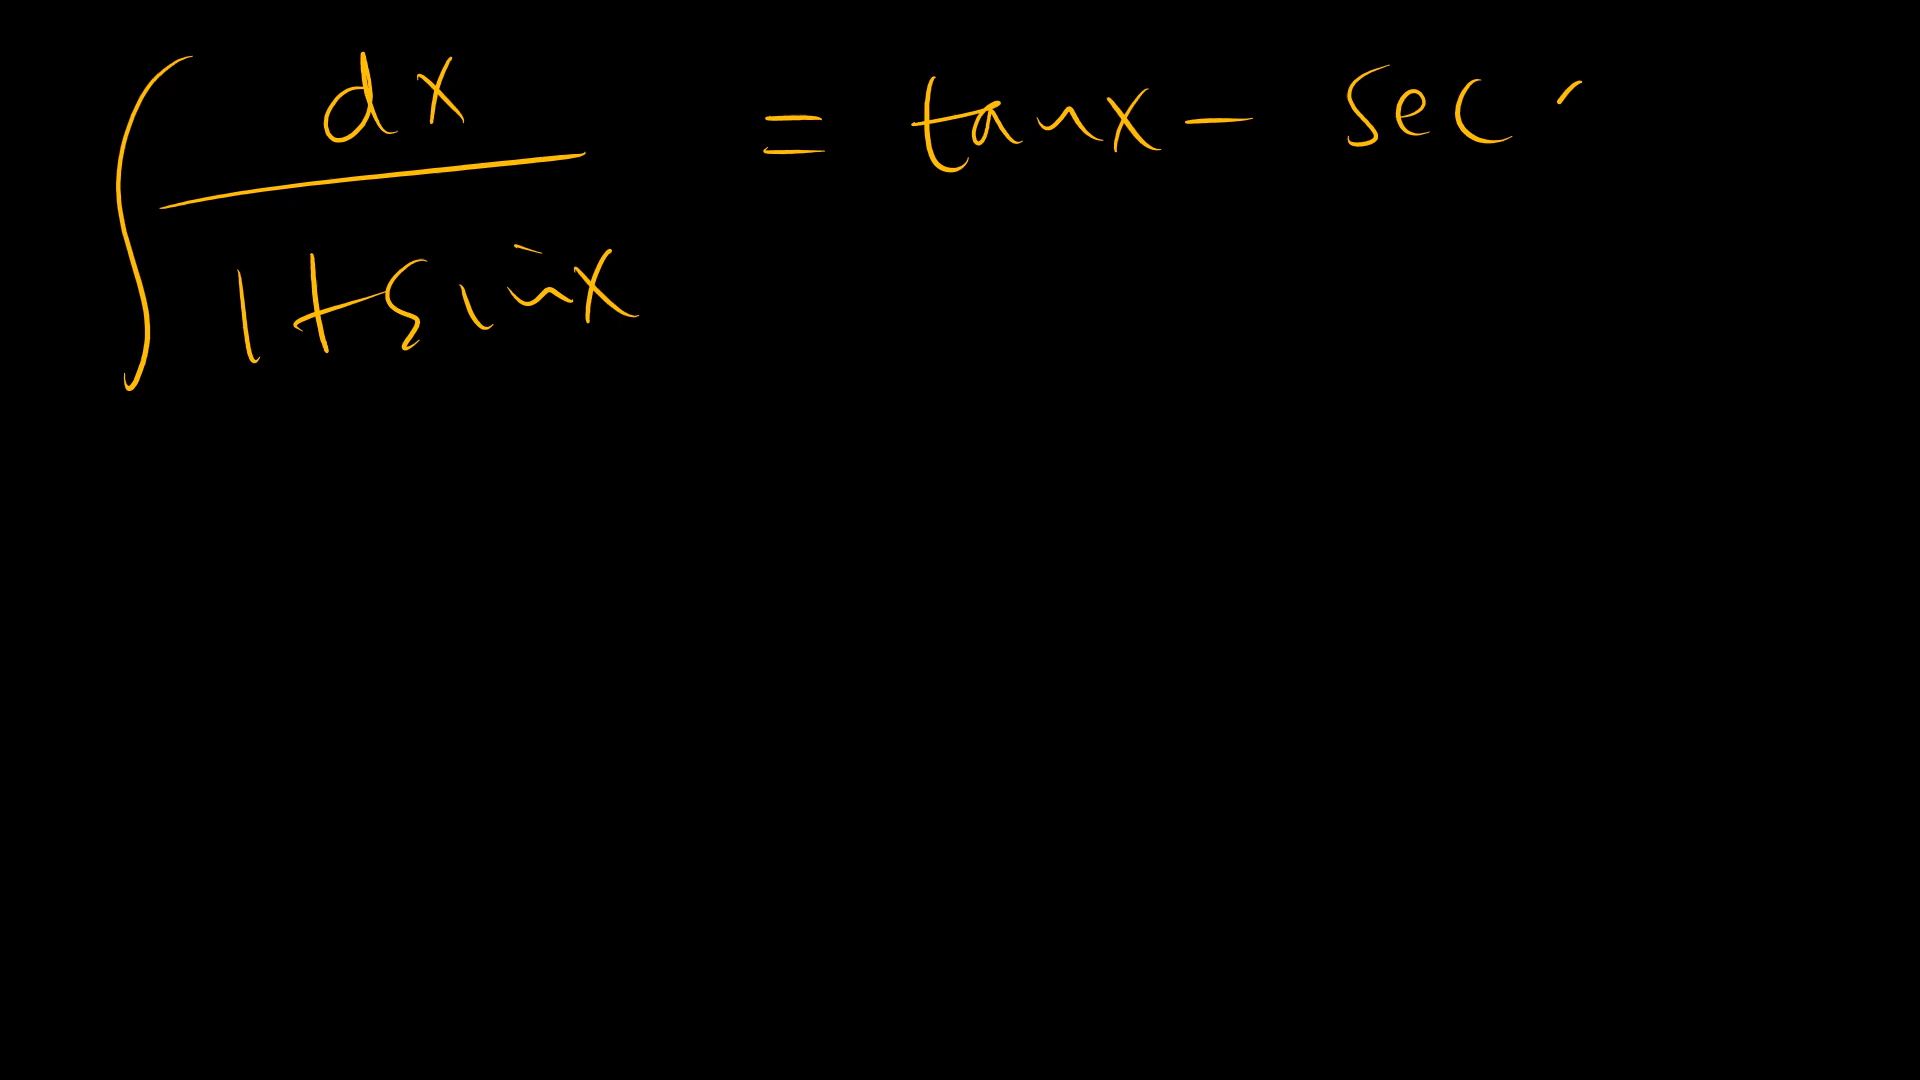 ∫ dx / (1 + sin x) = tan x - sec